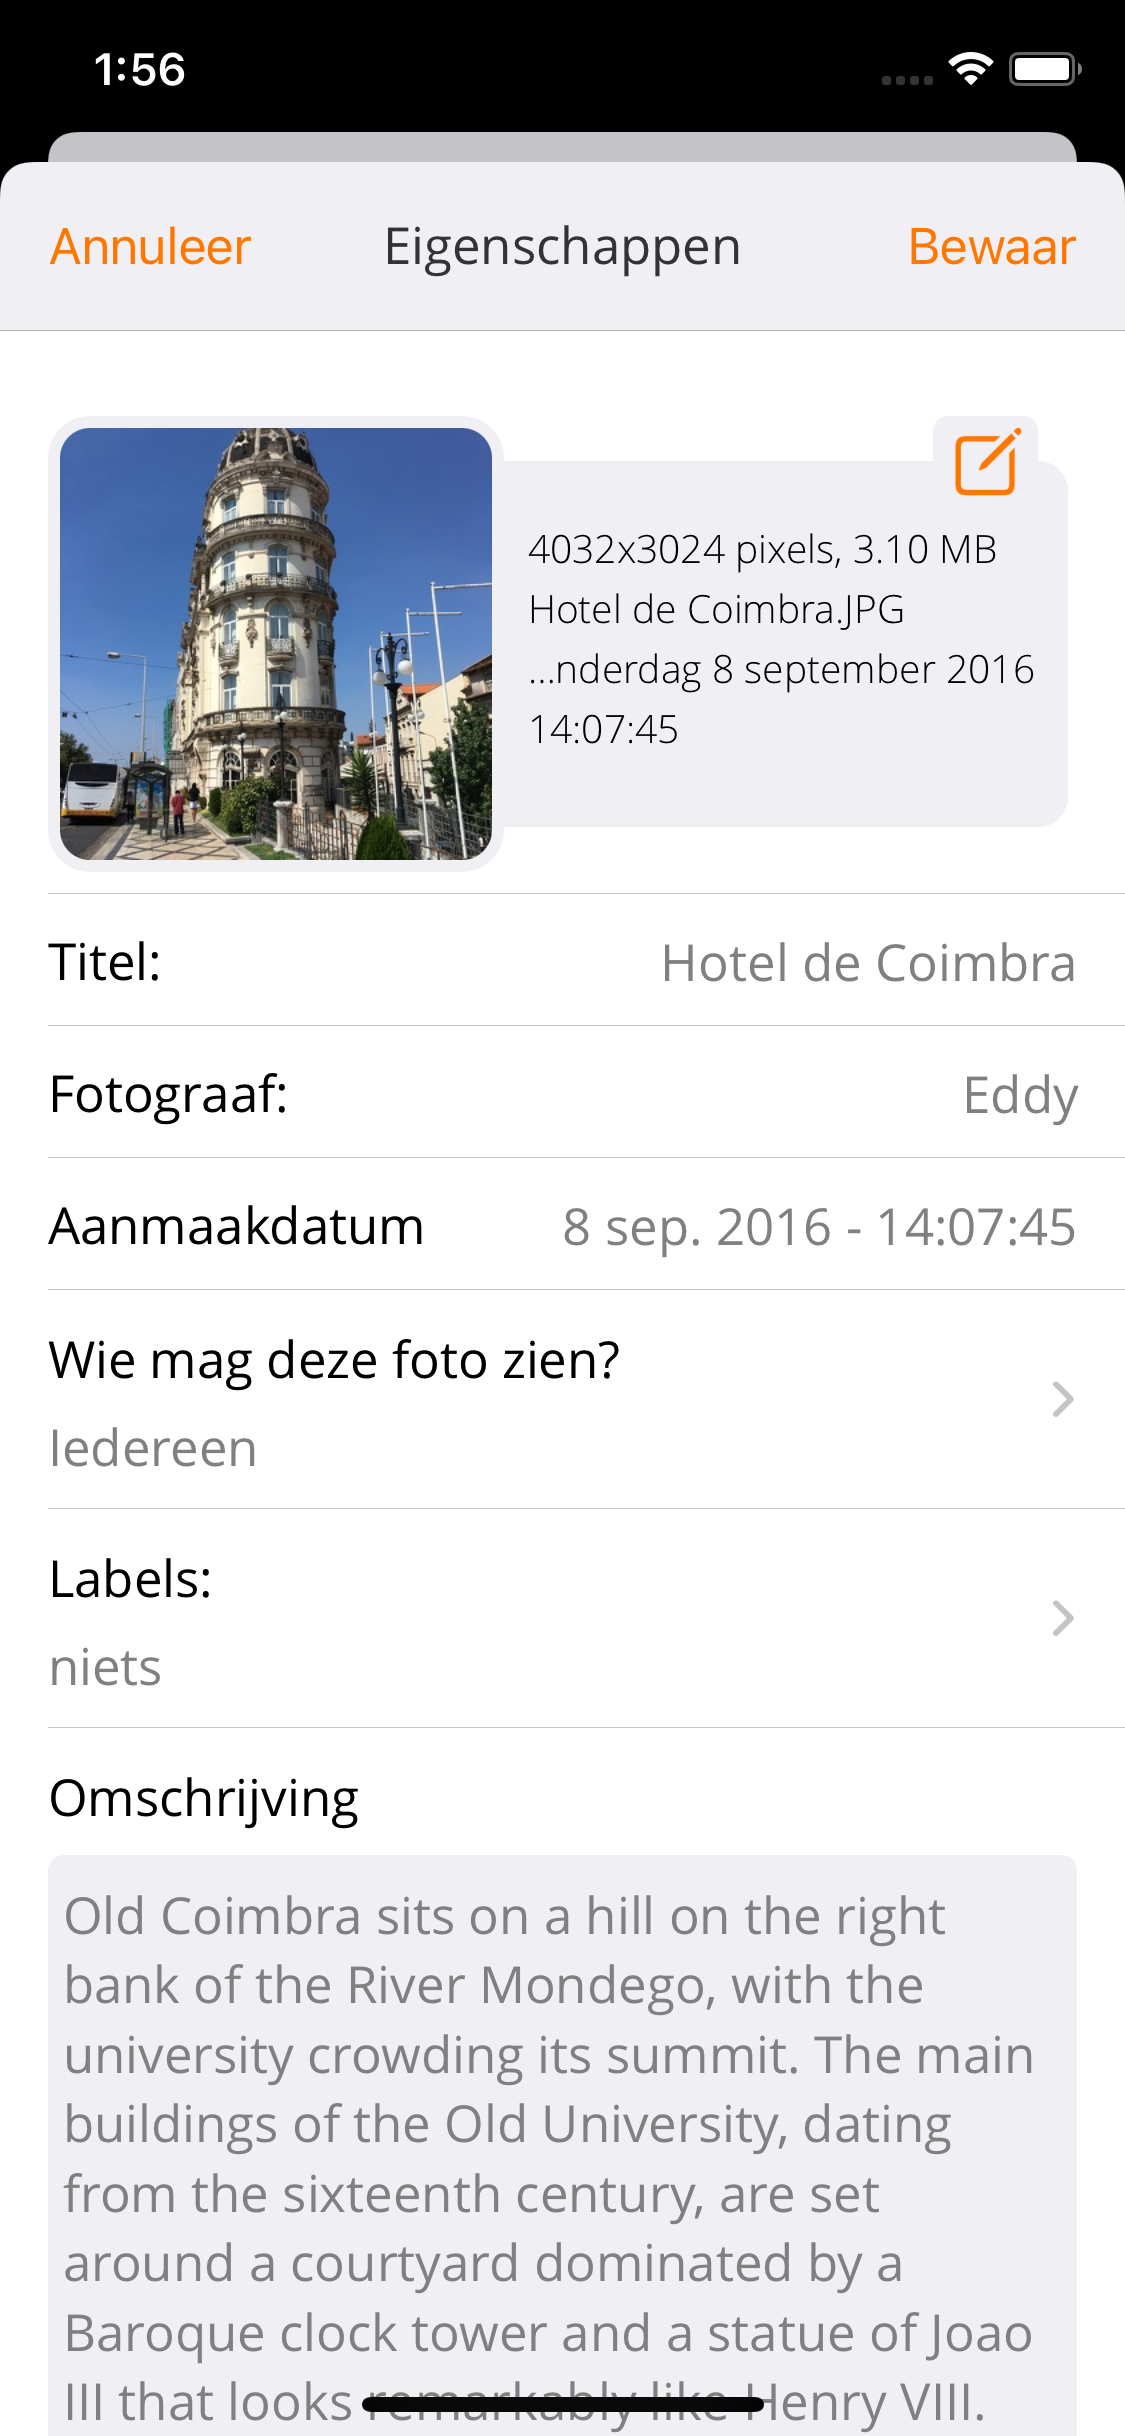 1:56
Annuleer Eigenschappen Bewaar
4032x3024 pixels, 3.10 MB
Hotel de Coimbra.JPG
...nderdag 8 september 2016
14:07:45
Titel: Hotel de Coimbra
Fotograaf: Eddy
Aanmaakdatum 8 sep. 2016 - 14:07:45
Wie mag deze foto zien?
Iedereen
Labels:
niets
Omschrijving
Old Coimbra sits on a hill on the right
bank of the River Mondego, with the
university crowding its summit. The main
buildings of the Old University, dating
from the sixteenth century, are set
around a courtyard dominated by a
Baroque clock tower and a statue of Joao
III that looks remarkably like Henry VIII.